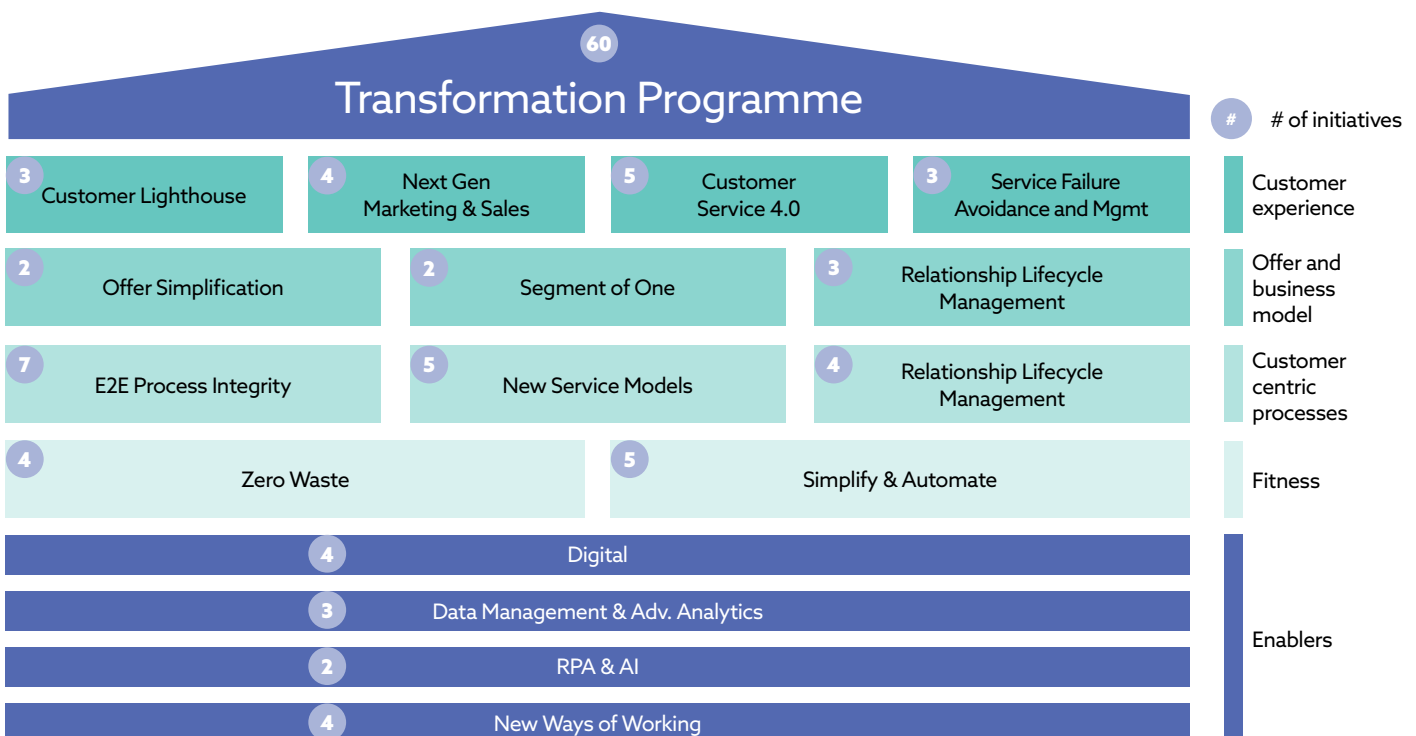 60
Transformation Programme
#
# of initiatives
3
Customer Lighthouse
4
Next Gen
Marketing & Sales
5
Customer
Service 4.0
3
Service Failure
Avoidance and Mgmt
Customer
experience
2
Offer Simplification
2
Segment of One
3
Relationship Lifecycle
Management
Offer and
business
model
7
E2E Process Integrity
5
New Service Models
4
Relationship Lifecycle
Management
Customer
centric
processes
4
Zero Waste
5
Simplify & Automate
Fitness
4
Digital
3
Data Management & Adv. Analytics
2
RPA & AI
4
New Ways of Working
Enablers